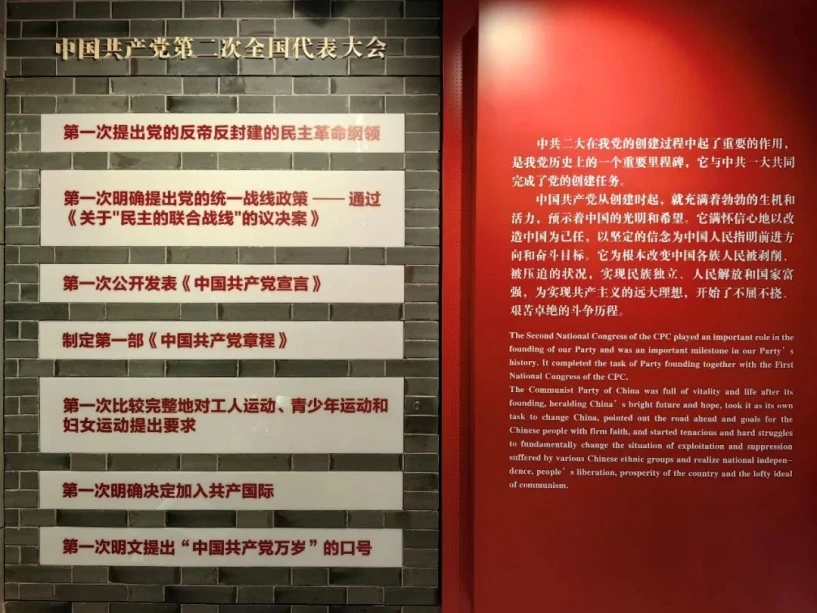 中国共产党第二次全国代表大会
第一次提出党的反帝反封建的民主革命纲领
第一次明确提出党的统一战线政策 —— 通过
《关于"民主的联合战线"的议决案》
第一次公开发表《中国共产党宣言》
制定第一部《中国共产党章程》
第一次比较完整地对工人运动、青少年运动和
妇女运动提出要求
第一次明确决定加入共产国际
第一次明文提出“中国共产党万岁”的口号
中共二大在我党的创建过程中起了重要的作用，
是我党历史上的一个重要里程碑，它与中共一大共同
完成了党的创建任务。
中国共产党从创建时起，就充满着勃勃的生机和
活力，预示着中国的光明和希望。它满怀信心地以改
造中国为己任，以坚定的信念为中国人民指明前进方
向和奋斗目标。它为根本改变中国各族人民被剥削、
被压迫的状况，实现民族独立、人民解放和国家富
强，为实现共产主义的远大理想，开始了不屈不挠、
艰苦卓绝的斗争历程。
The Second National Congress of the CPC played an important role in the
founding of our Party and was an important milestone in our Party's
history. It completed the task of Party founding together with the First
National Congress of the CPC.
The Communist Party of China was full of vitality and life after its
founding, heralding China's bright future and hope, took it as its own
task to change China, pointed out the road ahead and goals for the
Chinese people with firm faith, and started tenacious and hard struggles
to fundamentally change the situation of exploitation and suppression
suffered by various Chinese ethnic groups and realize national indepen-
dence, people's liberation, prosperity of the country and the lofty ideal
of communism.